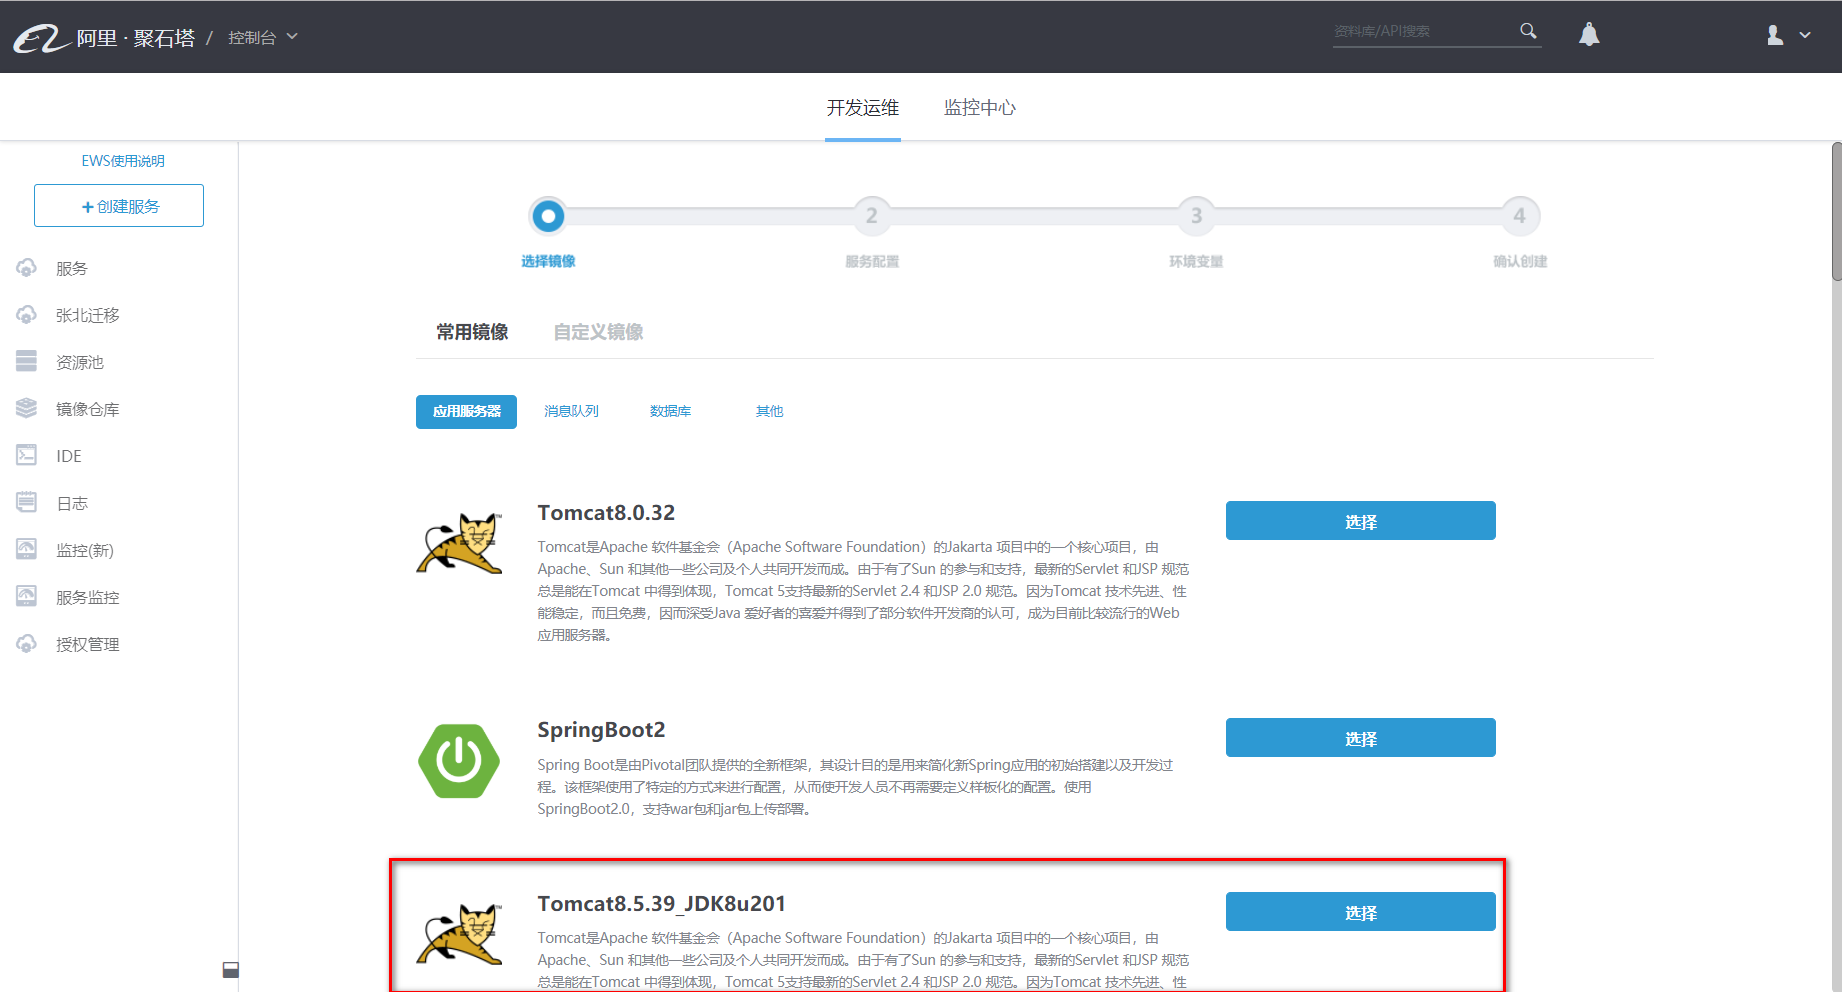 阿里·聚石塔 / 控制台
资料库/API搜索
开发运维 监控中心
EWS使用说明
+创建服务
服务
张北迁移
资源池
镜像仓库
IDE
日志
监控(新)
服务监控
授权管理
2 3 4
选择镜像 服务配置 环境变量 确认创建
常用镜像 自定义镜像
应用服务器 消息队列 数据库 其他
Tomcat8.0.32
选择
Tomcat是Apache 软件基金会（Apache Software Foundation）的Jakarta 项目中的一个核心项目，由
Apache、Sun 和其他一些公司及个人共同开发而成。由于有了Sun 的参与和支持，最新的Servlet 和JSP 规范
总是能在Tomcat 中得到体现，Tomcat 5支持最新的Servlet 2.4 和JSP 2.0 规范。因为Tomcat 技术先进、性
能稳定，而且免费，因而深受Java 爱好者的喜爱并得到了部分软件开发商的认可，成为目前比较流行的Web
应用服务器。
SpringBoot2
选择
Spring Boot是由Pivotal团队提供的全新框架，其设计目的是用来简化新Spring应用的初始搭建以及开发过
程。该框架使用了特定的方式来进行配置，从而使开发人员不再需要定义样板化的配置。使用
SpringBoot2.0，支持war包和jar包上传部署。
Tomcat8.5.39_JDK8u201
选择
Tomcat是Apache 软件基金会（Apache Software Foundation）的Jakarta 项目中的一个核心项目，由
Apache、Sun 和其他一些公司及个人共同开发而成。由于有了Sun 的参与和支持，最新的Servlet 和JSP 规范
总是能在Tomcat 中得到体现，Tomcat 5支持最新的Servlet 2.4 和JSP 2.0 规范。因为Tomcat 技术先进、性